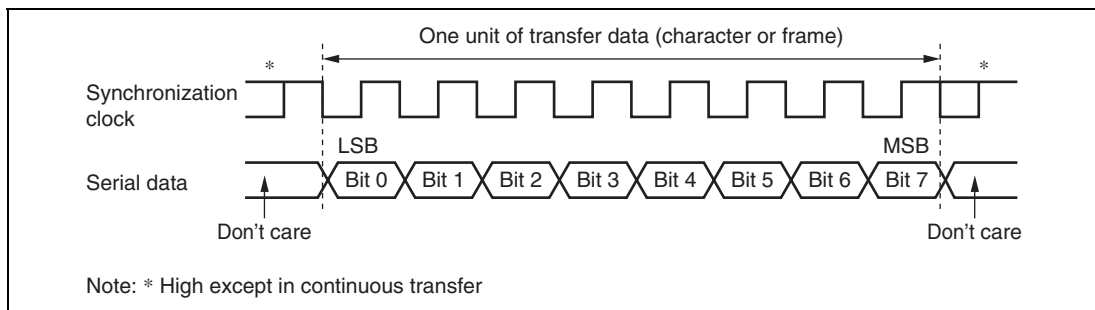 One unit of transfer data (character or frame)
* *
Synchronization
clock
LSB MSB
Serial data Bit 0 Bit 1 Bit 2 Bit 3 Bit 4 Bit 5 Bit 6 Bit 7
Don't care Don't care
Note: * High except in continuous transfer